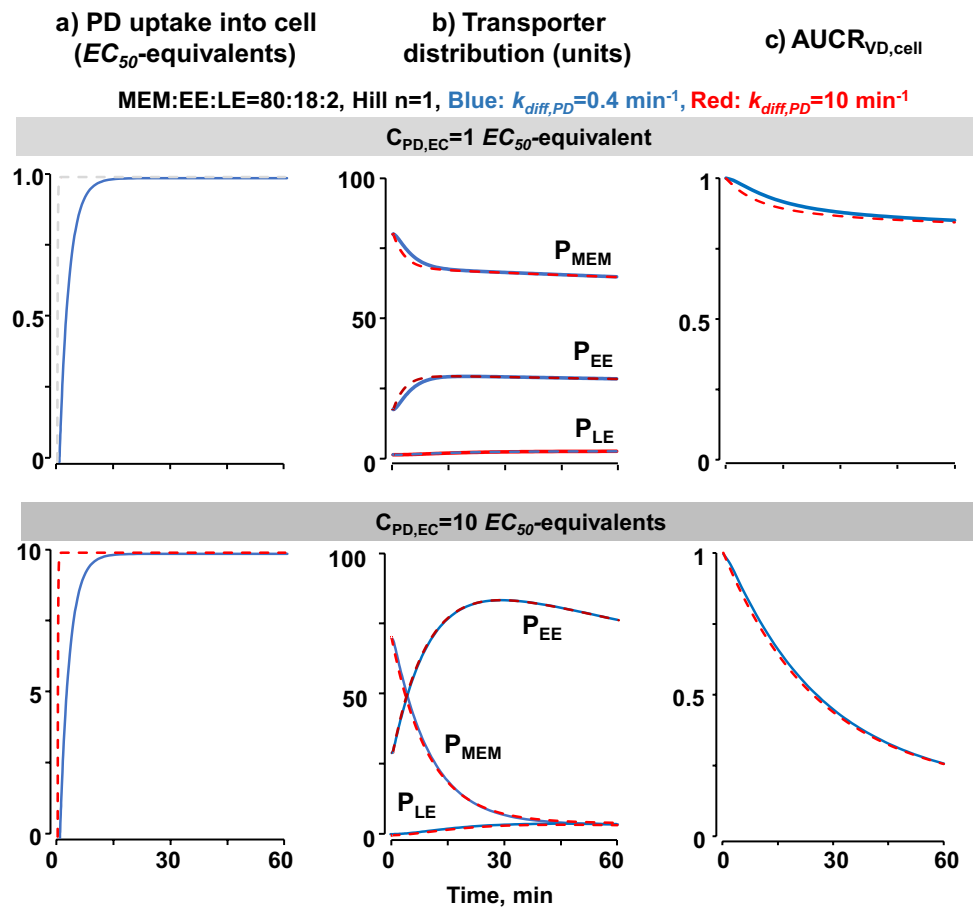 a) PD uptake into cell
(EC50-equivalents)
b) Transporter
distribution (units)
c) AUCRVD,cell
MEM:EE:LE=80:18:2, Hill n=1, Blue: kdiff,PD=0.4 min-1, Red: kdiff,PD=10 min-1
CPD,EC=1 EC50-equivalent
1.0
0.5
0
100
50
0
PMEM
PEE
PLE
1
0.5
0
CPD,EC=10 EC50-equivalents
10
5
0
0 30 60
100
50
0
PEE
PMEM
PLE
0 30 60
1
0.5
0
0 30 60
Time, min